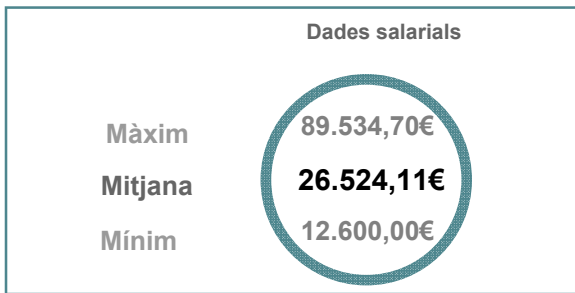 Dades salarials
Màxim 89.534,70€
Mitjana 26.524,11€
Mínim 12.600,00€